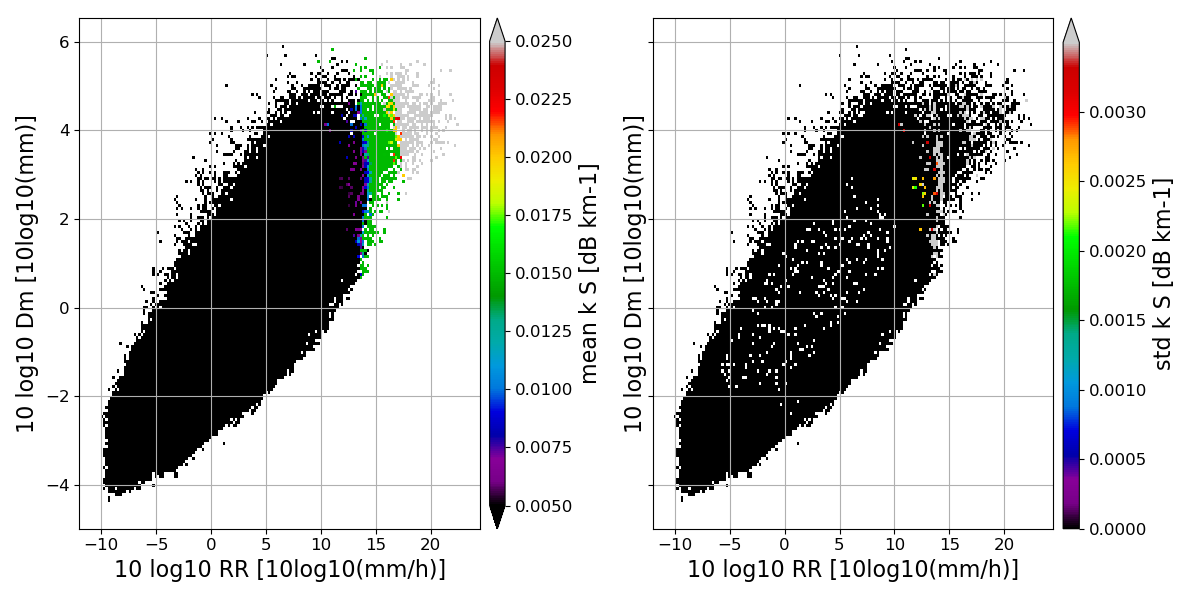 10 log10 Dm [10log10(mm)]
6
4
2
0
−2
−4
−10 −5 0 5 10 15 20
10 log10 RR [10log10(mm/h)]
0.0250
0.0225
0.0200
0.0175
0.0150
0.0125
0.0100
0.0075
0.0050
mean k S [dB km-1]
10 log10 Dm [10log10(mm)]
−10 −5 0 5 10 15 20
10 log10 RR [10log10(mm/h)]
0.0030
0.0025
0.0020
0.0015
0.0010
0.0005
0.0000
std k S [dB km-1]